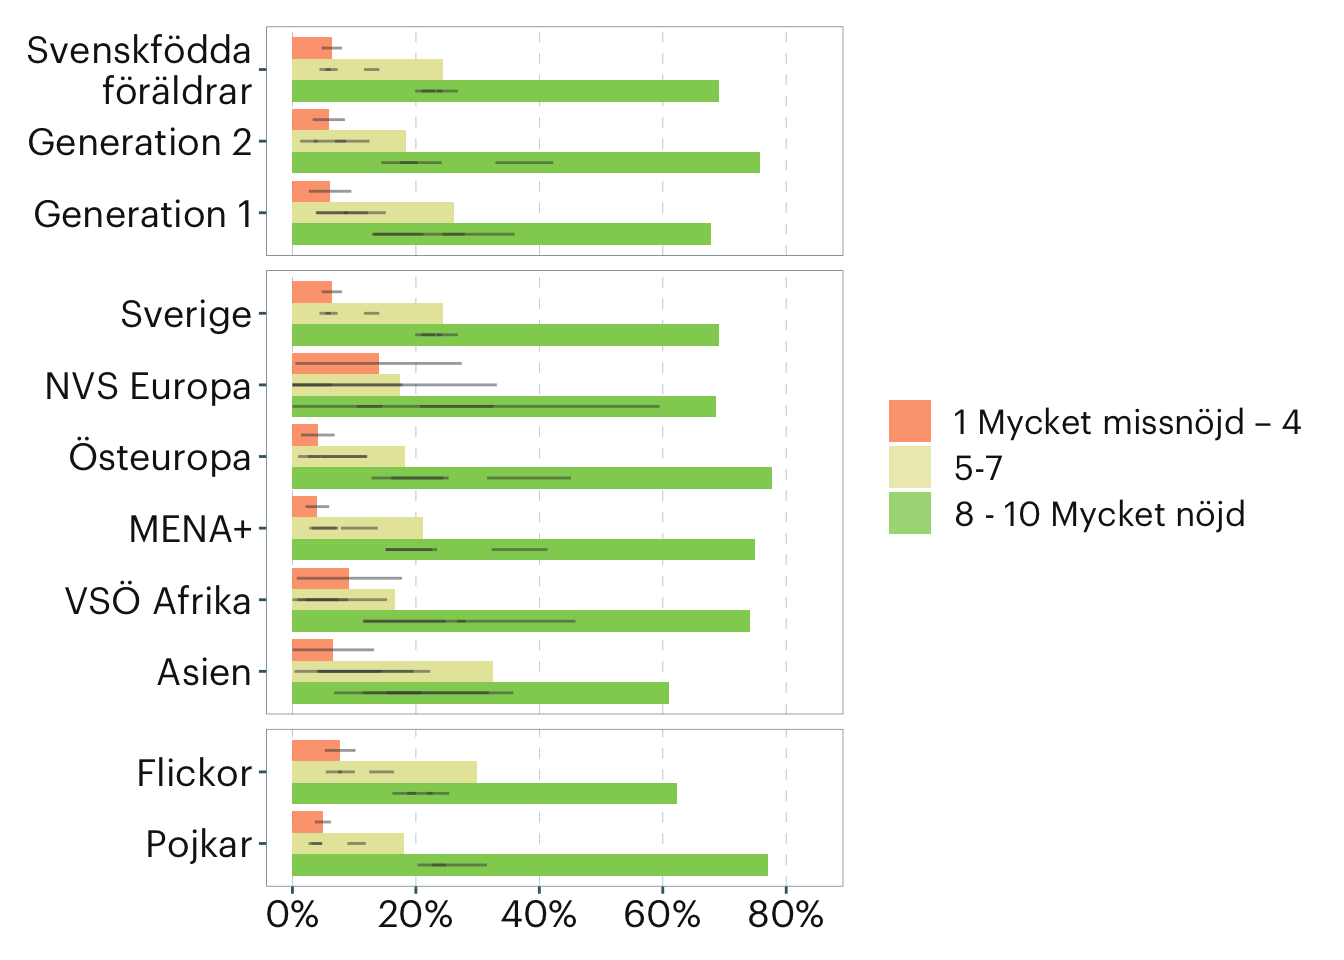 Svenskfödda
föräldrar
Generation 2
Generation 1
Sverige
NVS Europa
Östeuropa
MENA+
VSÖ Afrika
Asien
Flickor
Pojkar
0% 20% 40% 60% 80%
1 Mycket missnöjd – 4
5-7
8 - 10 Mycket nöjd